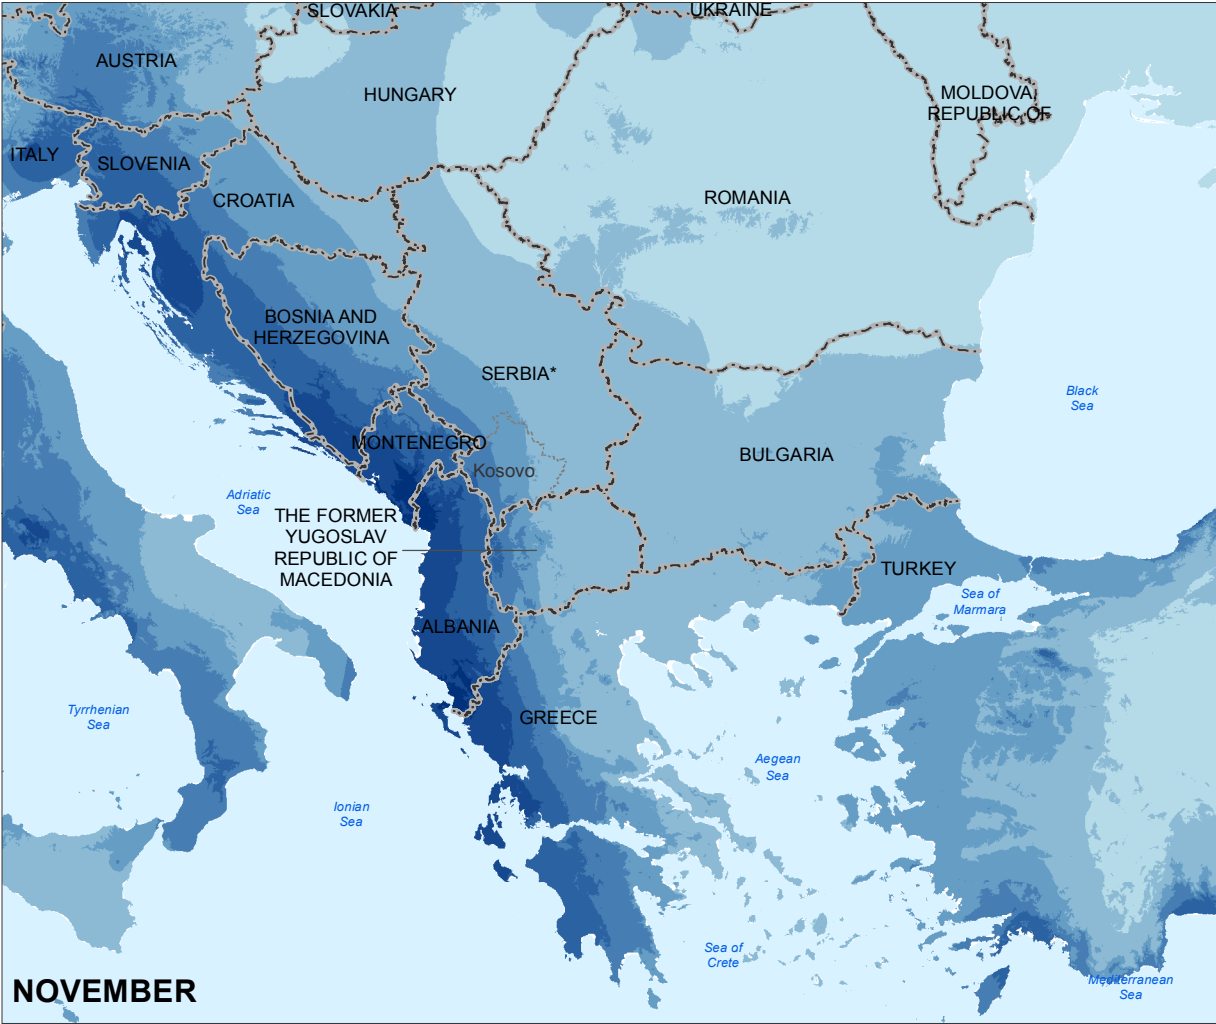 SLOVAKIA
UKRAINE
AUSTRIA
HUNGARY
MOLDOVA,
REPUBLIC OF
ITALY
SLOVENIA
CROATIA
ROMANIA
BOSNIA AND
HERZEGOVINA
SERBIA*
Black
Sea
MONTENEGRO
BULGARIA
Kosovo
Adriatic
Sea
THE FORMER
YUGOSLAV
REPUBLIC OF
MACEDONIA
TURKEY
Sea of
Marmara
ALBANIA
Tyrrhenian
Sea
GREECE
Aegean
Sea
Ionian
Sea
Sea of
Crete
Mediterranean
Sea
NOVEMBER